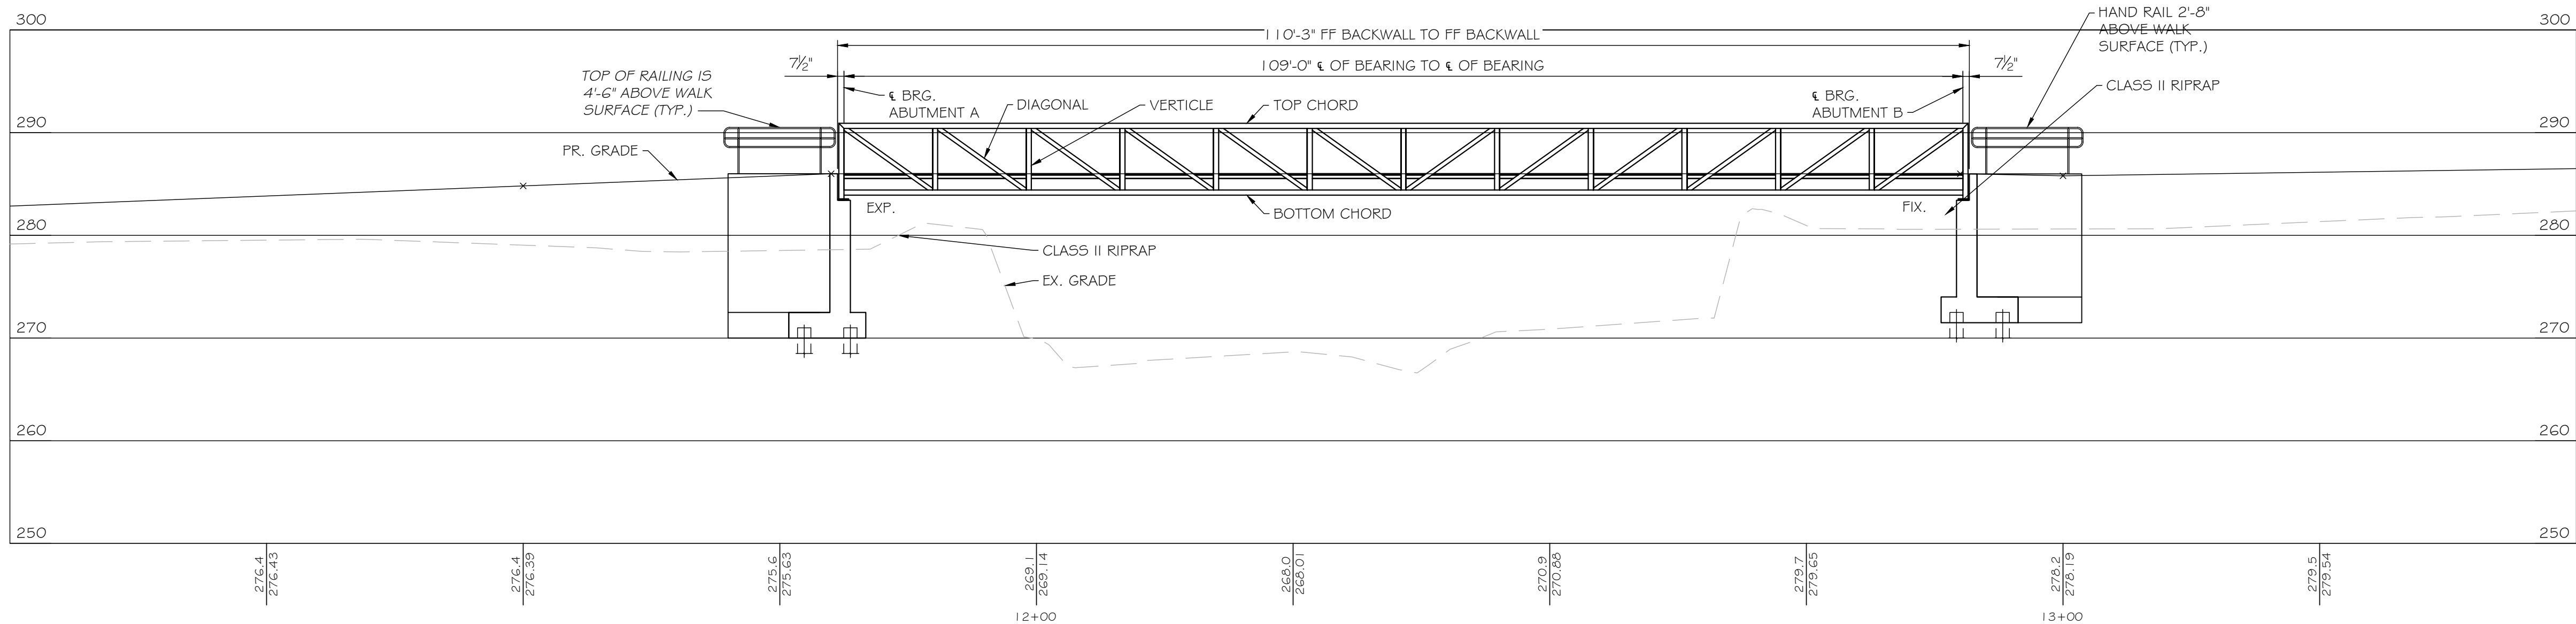 300
300
HAND RAIL 2'-8"
ABOVE WALK
SURFACE (TYP.)
110'-3" FF BACKWALL TO FF BACKWALL
7½"
109'-0" ℄ OF BEARING TO ℄ OF BEARING
7½"
TOP OF RAILING IS
4'-6" ABOVE WALK
SURFACE (TYP.)
℄ BRG.
ABUTMENT A
DIAGONAL
VERTICLE
TOP CHORD
℄ BRG.
ABUTMENT B
CLASS II RIPRAP
290
290
PR. GRADE
EXP.
BOTTOM CHORD
FIX.
280
280
CLASS II RIPRAP
EX. GRADE
270
270
260
260
250
250
276.4
276.43
276.4
276.39
275.6
275.63
269.1
269.14
268.0
268.01
270.9
270.88
279.7
279.65
278.2
278.19
279.5
279.54
12+00
13+00